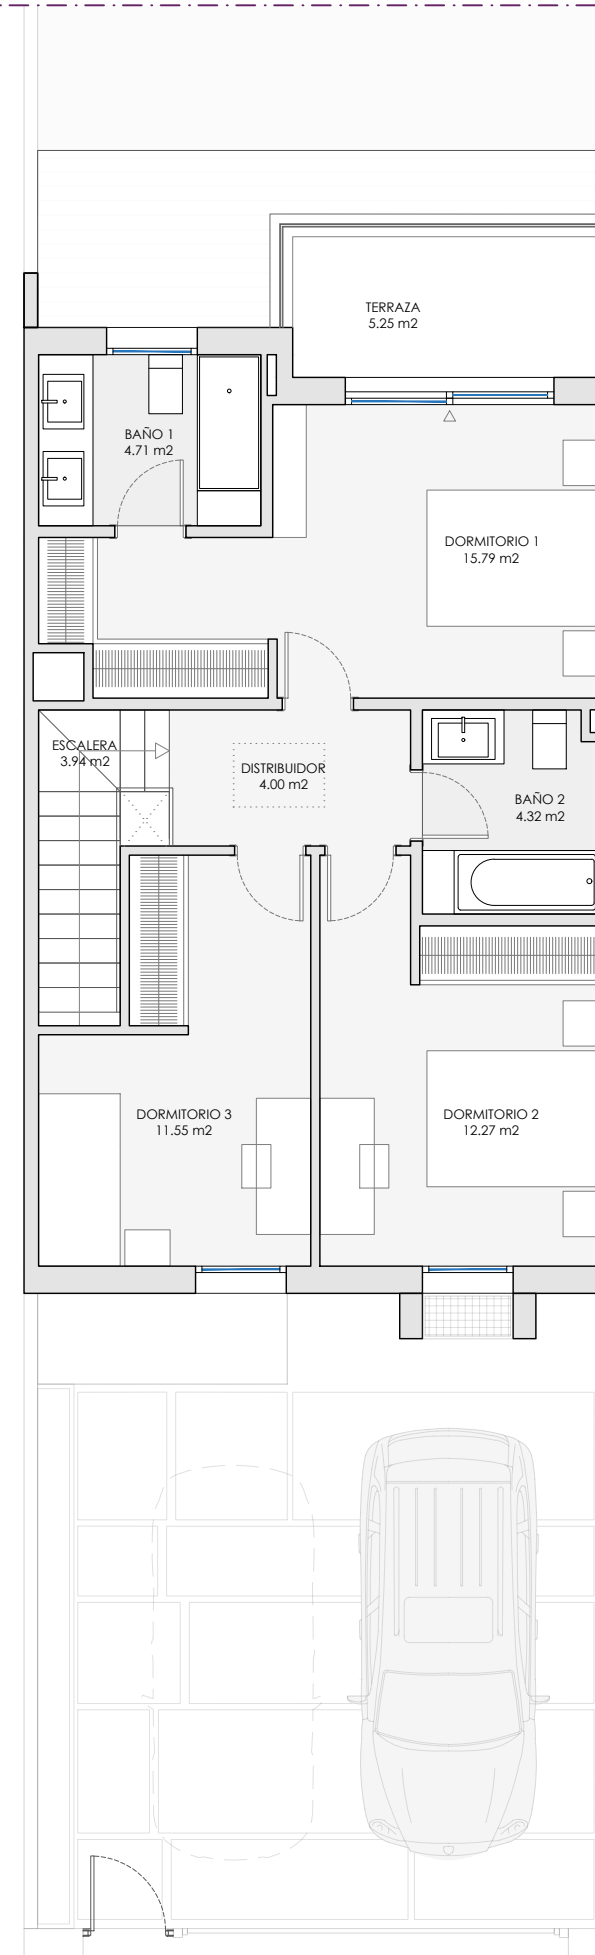 TERRAZA
5.25 m2
BAÑO 1
4.71 m2
DORMITORIO 1
15.79 m2
ESCALERA
3.94 m2
DISTRIBUIDOR
4.00 m2
BAÑO 2
4.32 m2
DORMITORIO 3
11.55 m2
DORMITORIO 2
12.27 m2